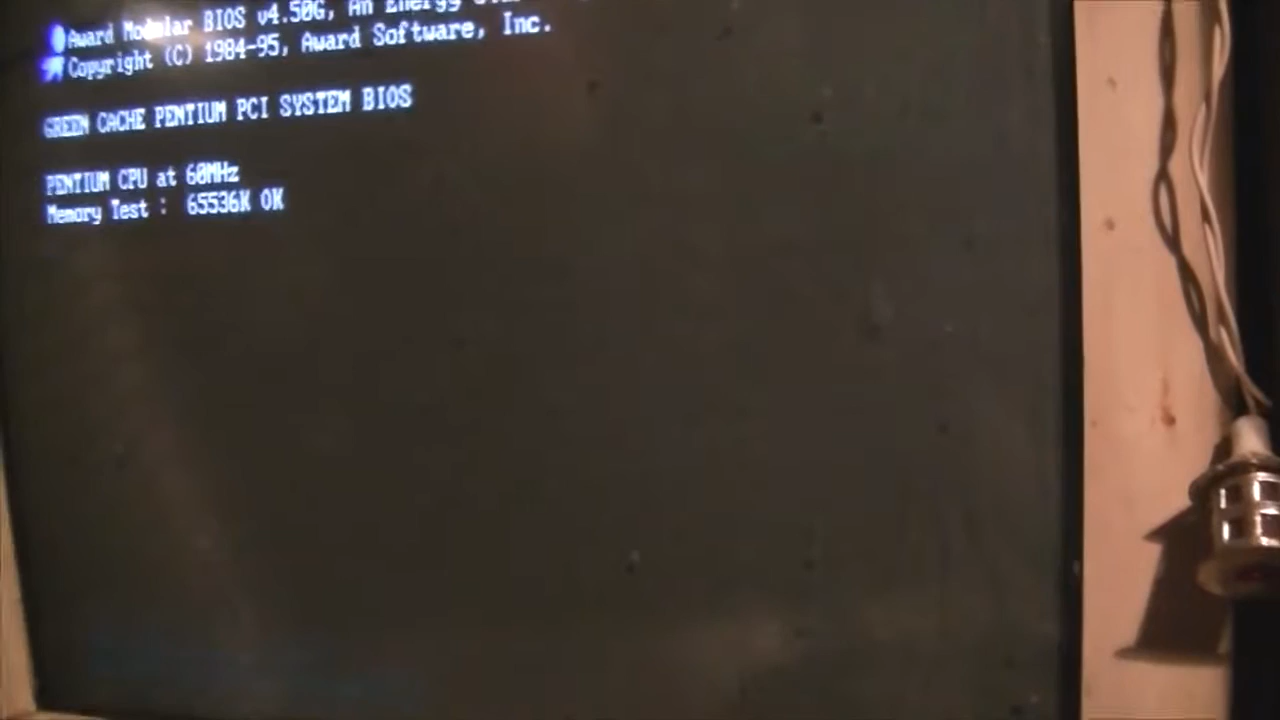 Award Modular BIOS v4.50G, An Energy
Copyright (C) 1984-95, Award Software, Inc.
GREEN CACHE PENTIUM PCI SYSTEM BIOS
PENTIUM CPU at 60MHz
Memory Test : 65536K OK